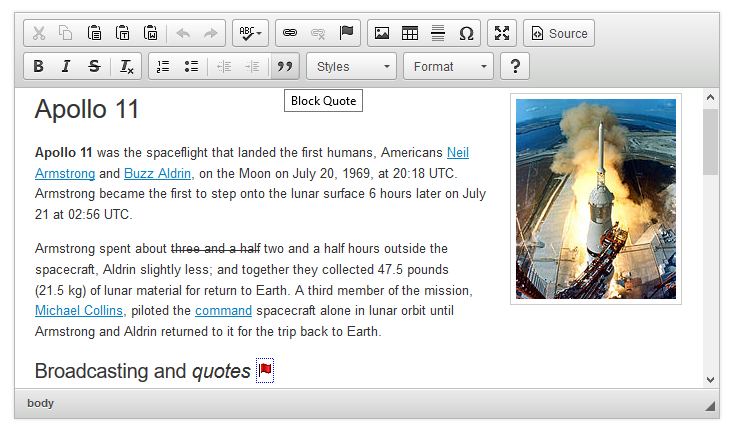 ABC
Source
B I S Tx
Styles
Format
?
Block Quote
Apollo 11
Apollo 11 was the spaceflight that landed the first humans, Americans Neil
Armstrong and Buzz Aldrin, on the Moon on July 20, 1969, at 20:18 UTC.
Armstrong became the first to step onto the lunar surface 6 hours later on July
21 at 02:56 UTC.
Armstrong spent about three and a half two and a half hours outside the
spacecraft, Aldrin slightly less; and together they collected 47.5 pounds
(21.5 kg) of lunar material for return to Earth. A third member of the mission,
Michael Collins, piloted the command spacecraft alone in lunar orbit until
Armstrong and Aldrin returned to it for the trip back to Earth.
Broadcasting and quotes
body